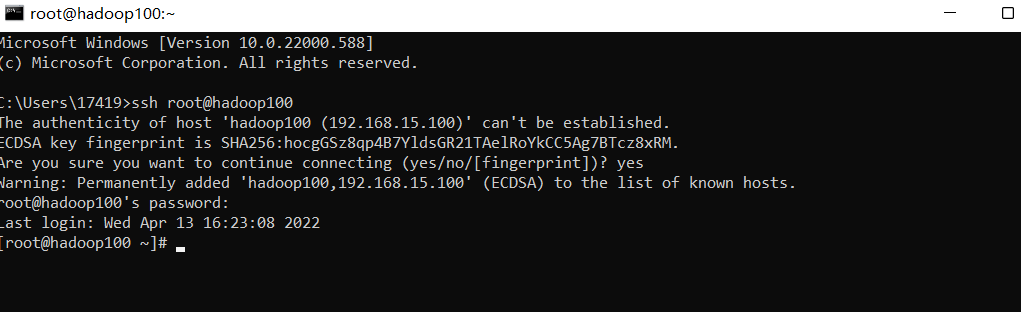 root@hadoop100:~
Microsoft Windows [Version 10.0.22000.588]
(c) Microsoft Corporation. All rights reserved.
C:\Users\17419>ssh root@hadoop100
The authenticity of host 'hadoop100 (192.168.15.100)' can't be established.
ECDSA key fingerprint is SHA256:hocgGSz8qp4B7YldsGR21TAelRoYkCC5Ag7BTcz8xRM.
Are you sure you want to continue connecting (yes/no/[fingerprint])? yes
Warning: Permanently added 'hadoop100,192.168.15.100' (ECDSA) to the list of known hosts.
root@hadoop100's password:
Last login: Wed Apr 13 16:23:08 2022
[root@hadoop100 ~]#